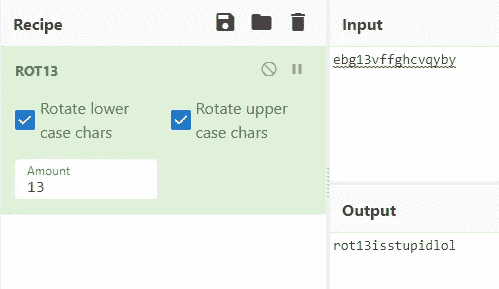 Recipe
ROT13
Rotate lower case chars
Rotate upper case chars
Amount
13
Input
ebg13vffghcvqyby
Output
rot13isstupidlol